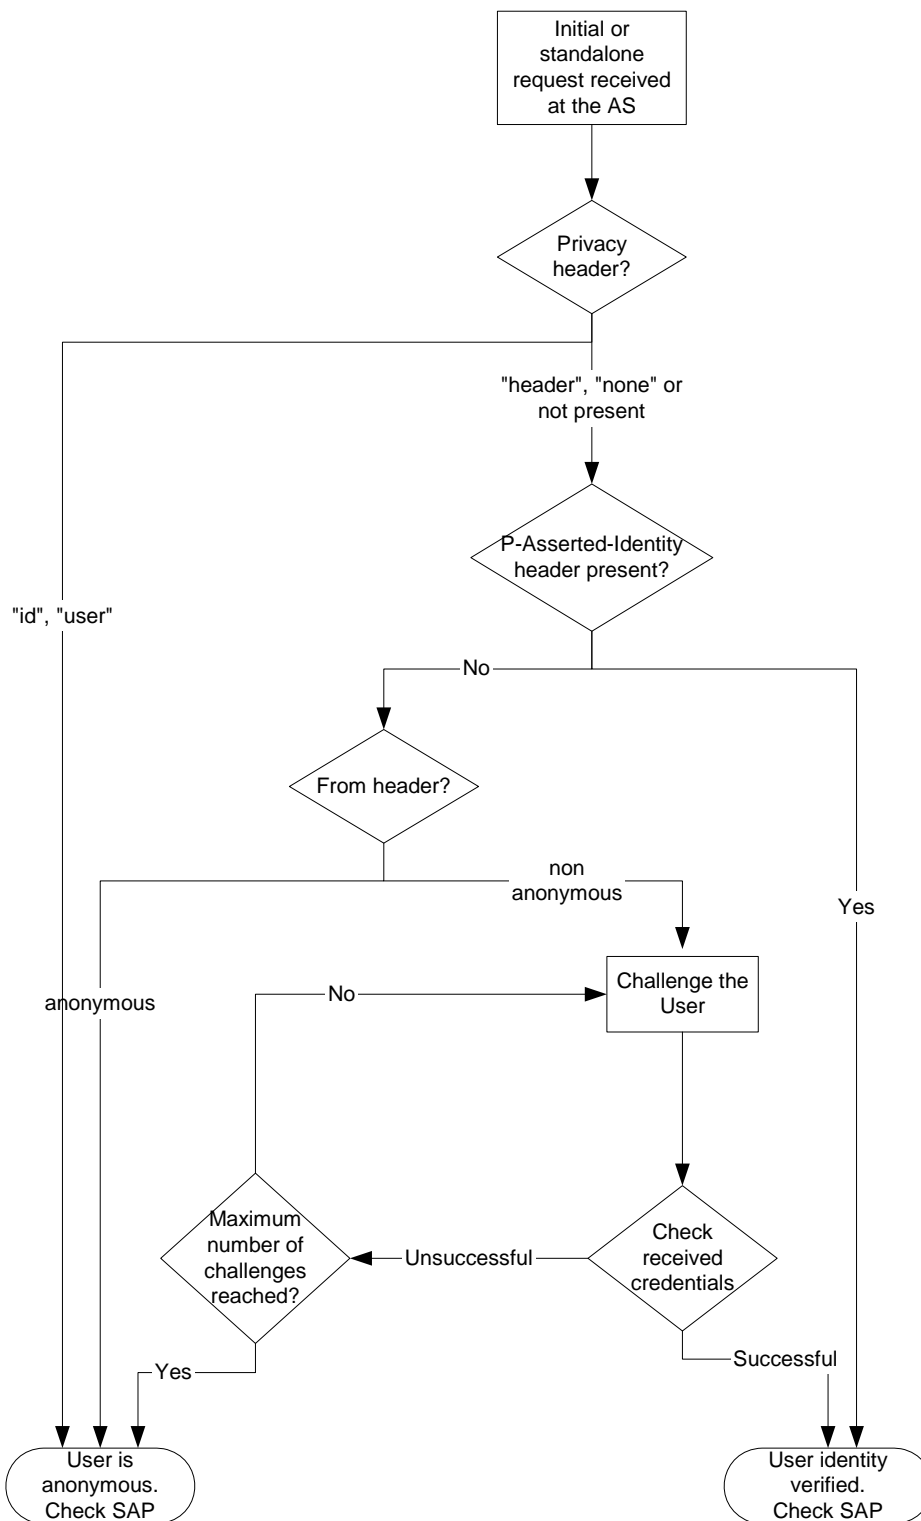 Initial or
standalone
request received
at the AS
Privacy
header?
"header", "none" or
not present
P-Asserted-Identity
header present?
"id", "user"
No
From header?
non
anonymous
Yes
anonymous
No
Challenge the
User
Maximum
number of
challenges
reached?
Unsuccessful
Check
received
credentials
Yes
Successful
User is
anonymous.
Check SAP
User identity
verified.
Check SAP